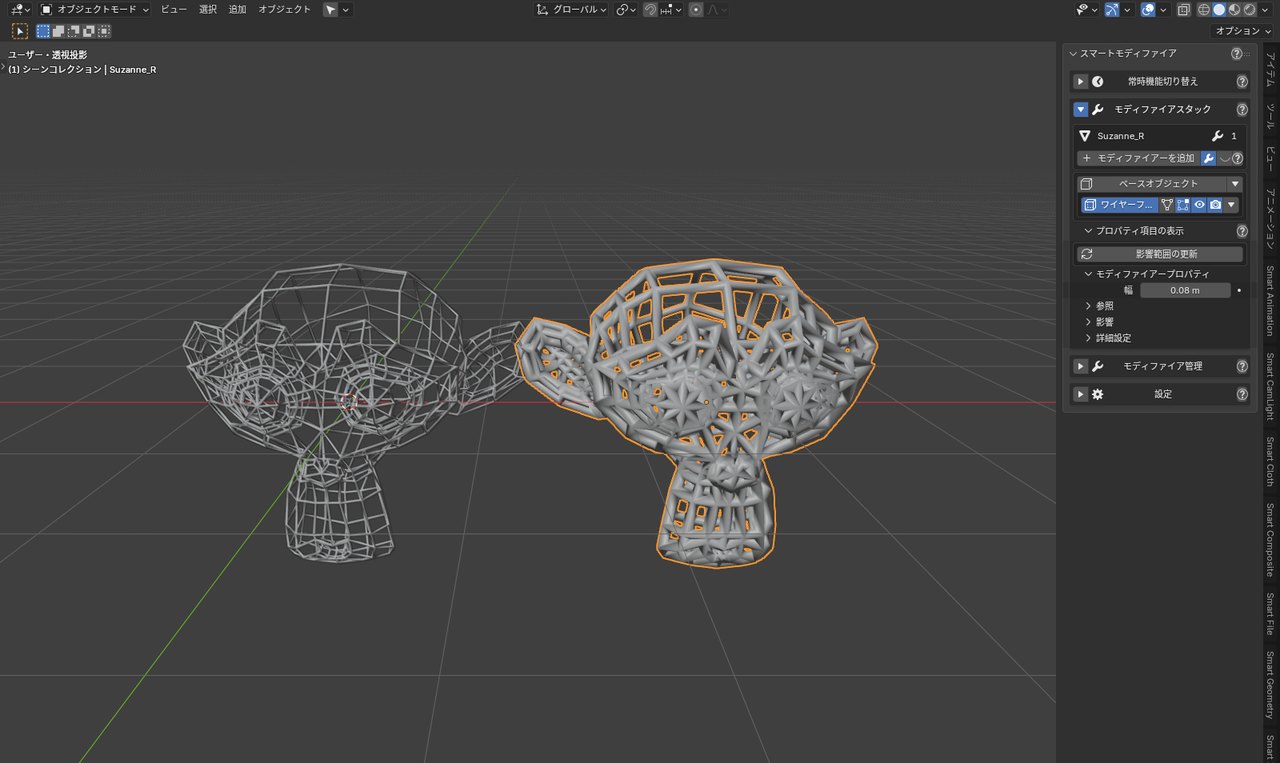 オブジェクトモード ビュー 選択 追加 オブジェクト グローバル
オプション
ユーザー・透視投影
(1) シーンコレクション | Suzanne_R
スマートモディファイア
常時機能切り替え
モディファイアスタック
Suzanne_R 1
モディファイアーを追加
ベースオブジェクト
ワイヤーフ...
プロパティ項目の表示
影響範囲の更新
モディファイアープロパティ
幅 0.08 m
参照
影響
詳細設定
モディファイア管理
設定
アイテム
ツール
ビュー
アニメーション
Smart Animation
Smart CamLight
Smart Cloth
Smart Composite
Smart File
Smart Geometry
Smart